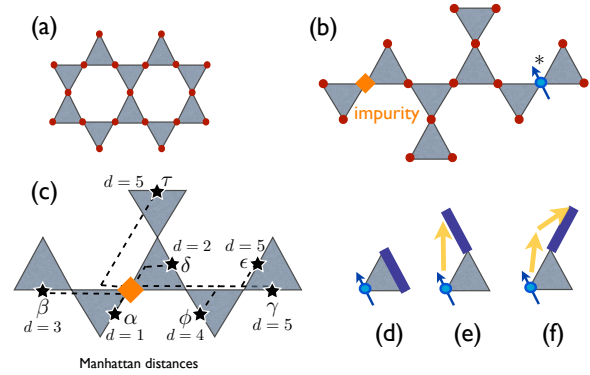 (a)
(b)
*
impurity
(c)
d = 5 τ
d = 2
δ
d = 5
ϵ
β
d = 3
α
d = 1
ϕ
d = 4
γ
d = 5
Manhattan distances
(d)
(e)
(f)